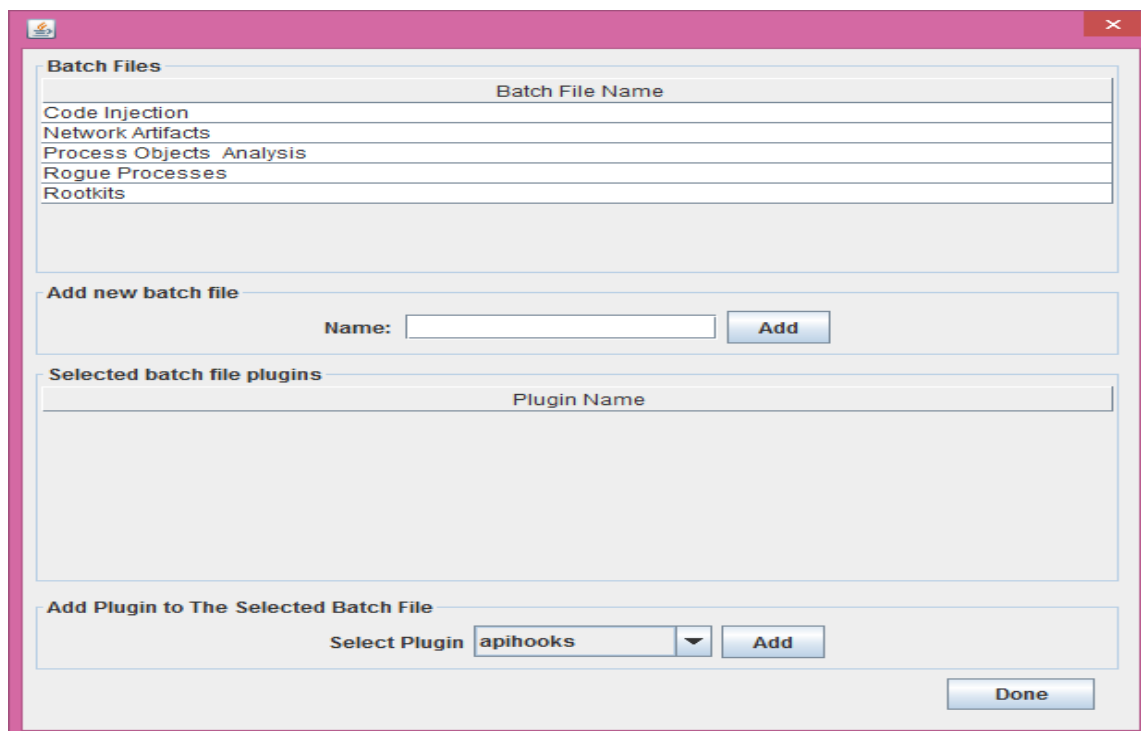 Batch Files
Batch File Name
Code Injection
Network Artifacts
Process Objects  Analysis
Rogue Processes
Rootkits
Add new batch file
Name: Add
Selected batch file plugins
Plugin Name
Add Plugin to The Selected Batch File
Select Plugin apihooks Add
Done